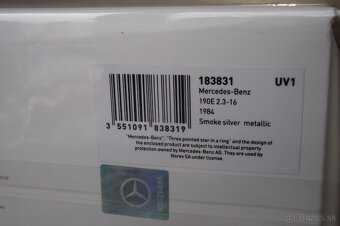 183831
UV1
Mercedes-Benz
190E 2.3-16
1984
Smoke silver metallic
3 551091 838319
"Mercedes-Benz", "Three pointed star in a ring" and the design of
the enclosed product are subject to intellectual property
protection owned by Mercedes-Benz AG. They are used by
Norev SA under license.
Bazos.sk